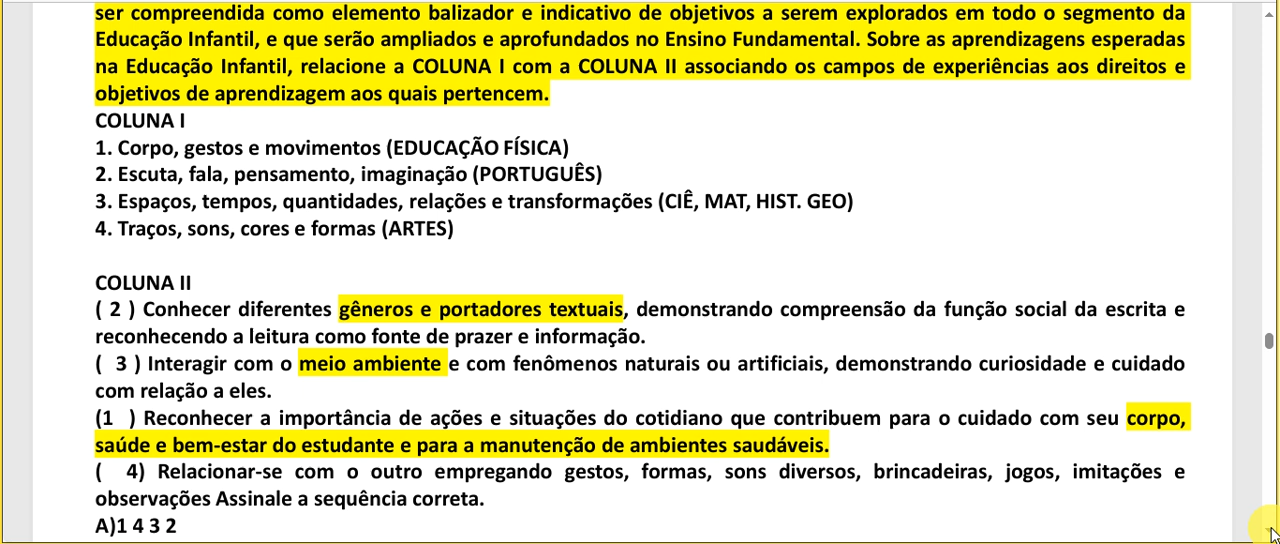 ser compreendida como elemento balizador e indicativo de objetivos a serem explorados em todo o segmento da
Educação Infantil, e que serão ampliados e aprofundados no Ensino Fundamental. Sobre as aprendizagens esperadas
na Educação Infantil, relacione a COLUNA I com a COLUNA II associando os campos de experiências aos direitos e
objetivos de aprendizagem aos quais pertencem.
COLUNA I
1. Corpo, gestos e movimentos (EDUCAÇÃO FÍSICA)
2. Escuta, fala, pensamento, imaginação (PORTUGUÊS)
3. Espaços, tempos, quantidades, relações e transformações (CIÊ, MAT, HIST. GEO)
4. Traços, sons, cores e formas (ARTES)
COLUNA II
( 2 ) Conhecer diferentes gêneros e portadores textuais, demonstrando compreensão da função social da escrita e
reconhecendo a leitura como fonte de prazer e informação.
( 3 ) Interagir com o meio ambiente e com fenômenos naturais ou artificiais, demonstrando curiosidade e cuidado
com relação a eles.
(1 ) Reconhecer a importância de ações e situações do cotidiano que contribuem para o cuidado com seu corpo,
saúde e bem-estar do estudante e para a manutenção de ambientes saudáveis.
( 4) Relacionar-se com o outro empregando gestos, formas, sons diversos, brincadeiras, jogos, imitações e
observações Assinale a sequência correta.
A)1 4 3 2